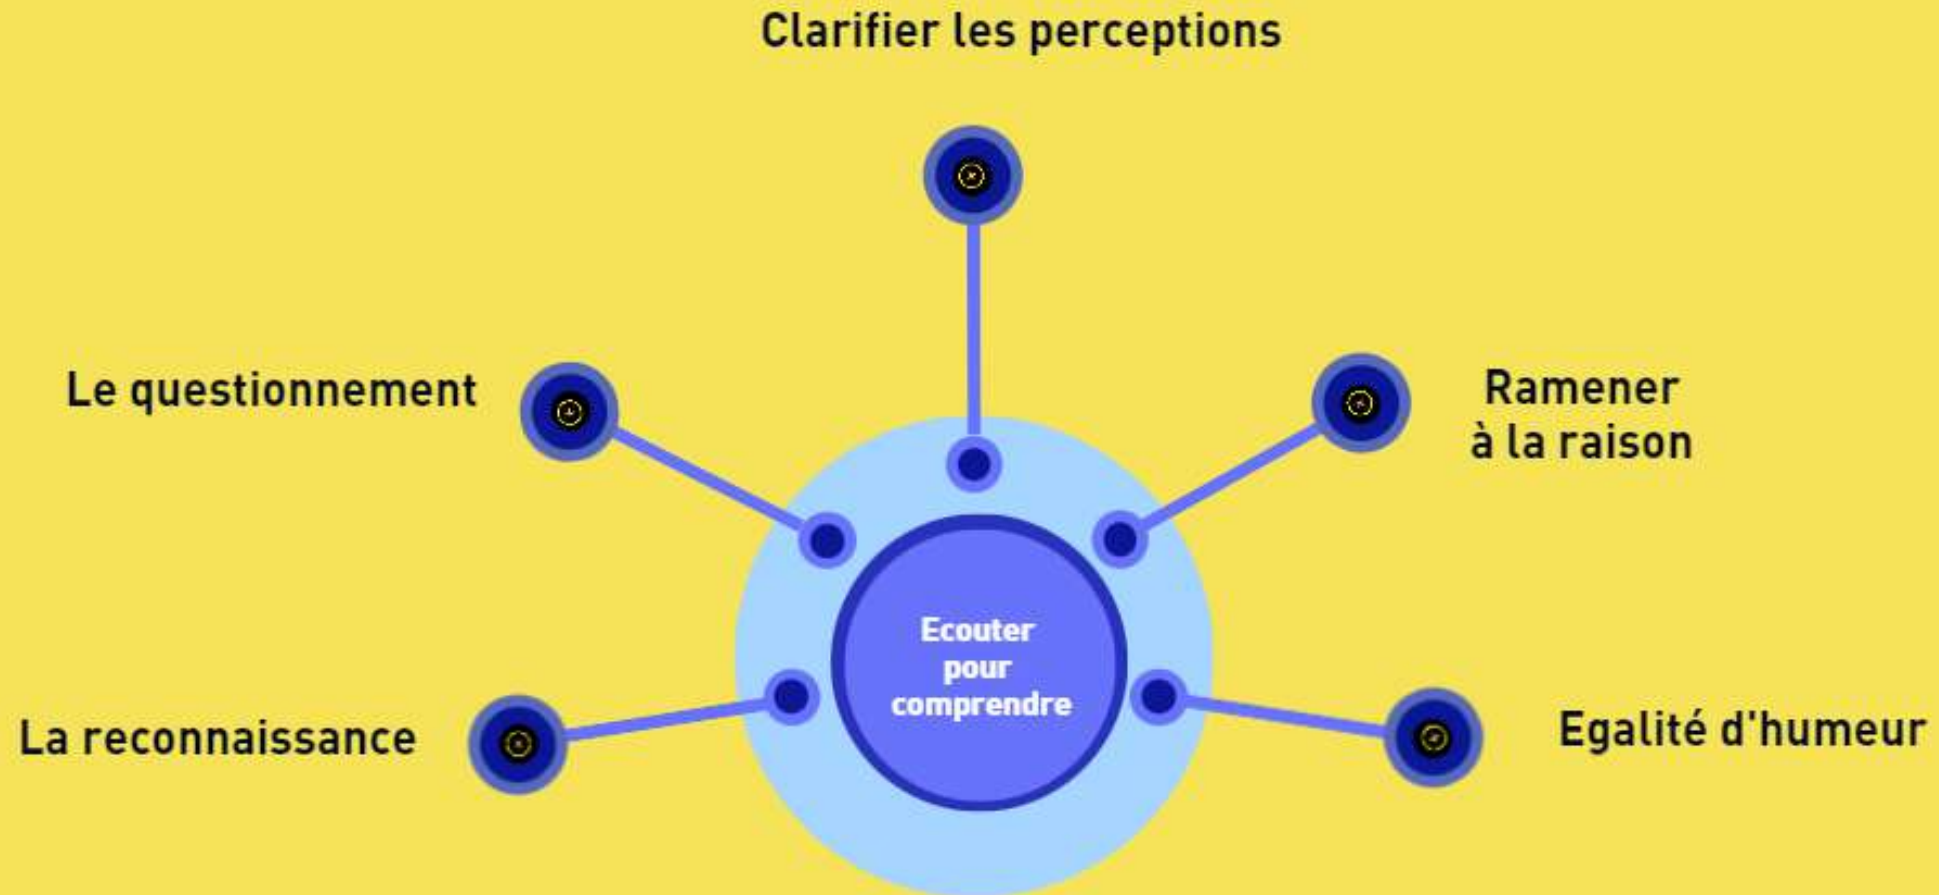 Clarifier les perceptions
Le questionnement
Ramener
à la raison
Ecouter
pour
comprendre
La reconnaissance
Egalité d'humeur